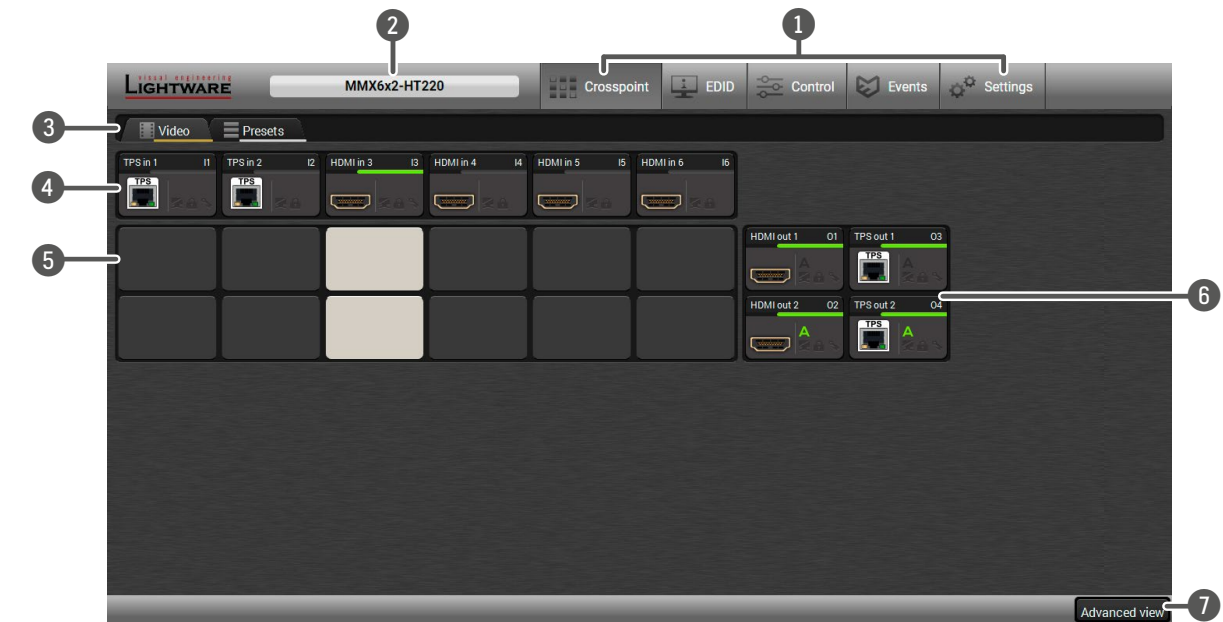 2
1
visual engineering
LIGHTWARE
MMX6x2-HT220
Crosspoint
EDID
Control
Events
Settings
3
Video
Presets
TPS in 1 I1
TPS in 2 I2
HDMI in 3 I3
HDMI in 4 I4
HDMI in 5 I5
HDMI in 6 I6
4
TPS
TPS
5
HDMI out 1 O1
TPS out 1 O3
A
TPS
A
6
HDMI out 2 O2
TPS out 2 O4
A
TPS
A
Advanced view
7